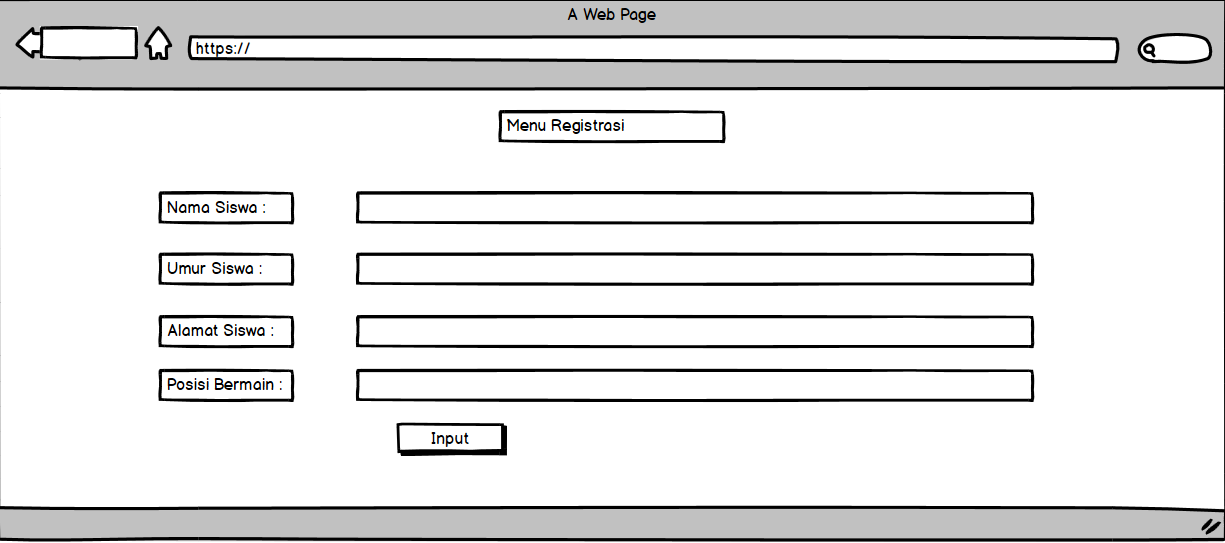 A Web Page
https://
Menu Registrasi
Nama Siswa :
Umur Siswa :
Alamat Siswa :
Posisi Bermain :
Input